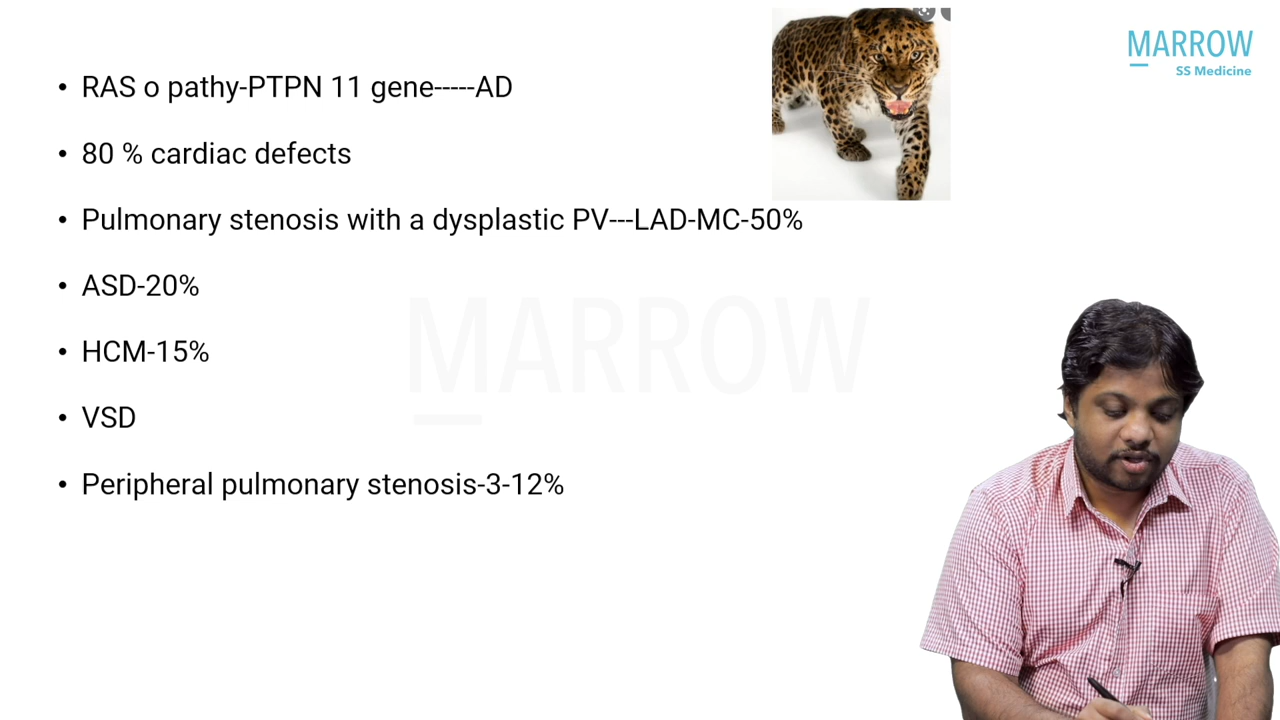 MARROW
SS Medicine
• RAS o pathy-PTPN 11 gene-----AD
• 80 % cardiac defects
• Pulmonary stenosis with a dysplastic PV---LAD-MC-50%
• ASD-20%
• HCM-15%
• VSD
• Peripheral pulmonary stenosis-3-12%
MARROW